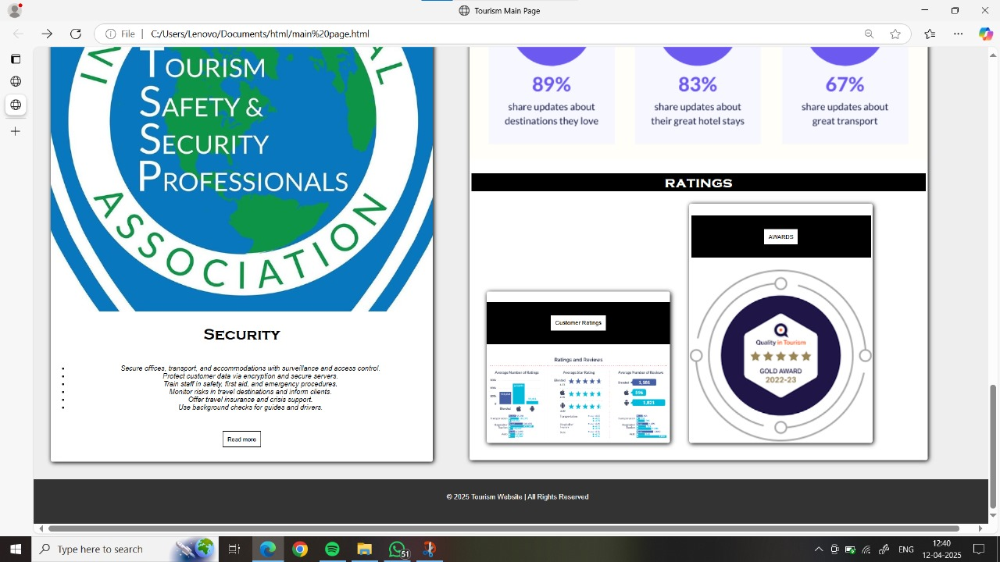 Tourism Main Page
File | C:/Users/Lenovo/Documents/html/main%20page.html
INTERNATIONAL
TOURISM
SAFETY &
SECURITY
PROFESSIONALS
ASSOCIATION
SECURITY
Secure offices, transport, and accommodations with surveillance and access control.
Protect customer data via encryption and secure servers.
Train staff in safety, first aid, and emergency procedures.
Monitor risks in travel destinations and inform clients.
Offer travel insurance and crisis support.
Use background checks for guides and drivers.
Read more
89%
share updates about
destinations they love
83%
share updates about
their great hotel stays
67%
share updates about
great transport
RATINGS
Customer Ratings
Ratings and Reviews
Average Number of Ratings
Average Star Rating
Average Number of Reviews
Blended
Blended
Blended
1,181
596
1,821
AWARDS
Quality in Tourism
GOLD AWARD
2022-23
© 2025 Tourism Website | All Rights Reserved
Type here to search
51
ENG
12:40
12-04-2025